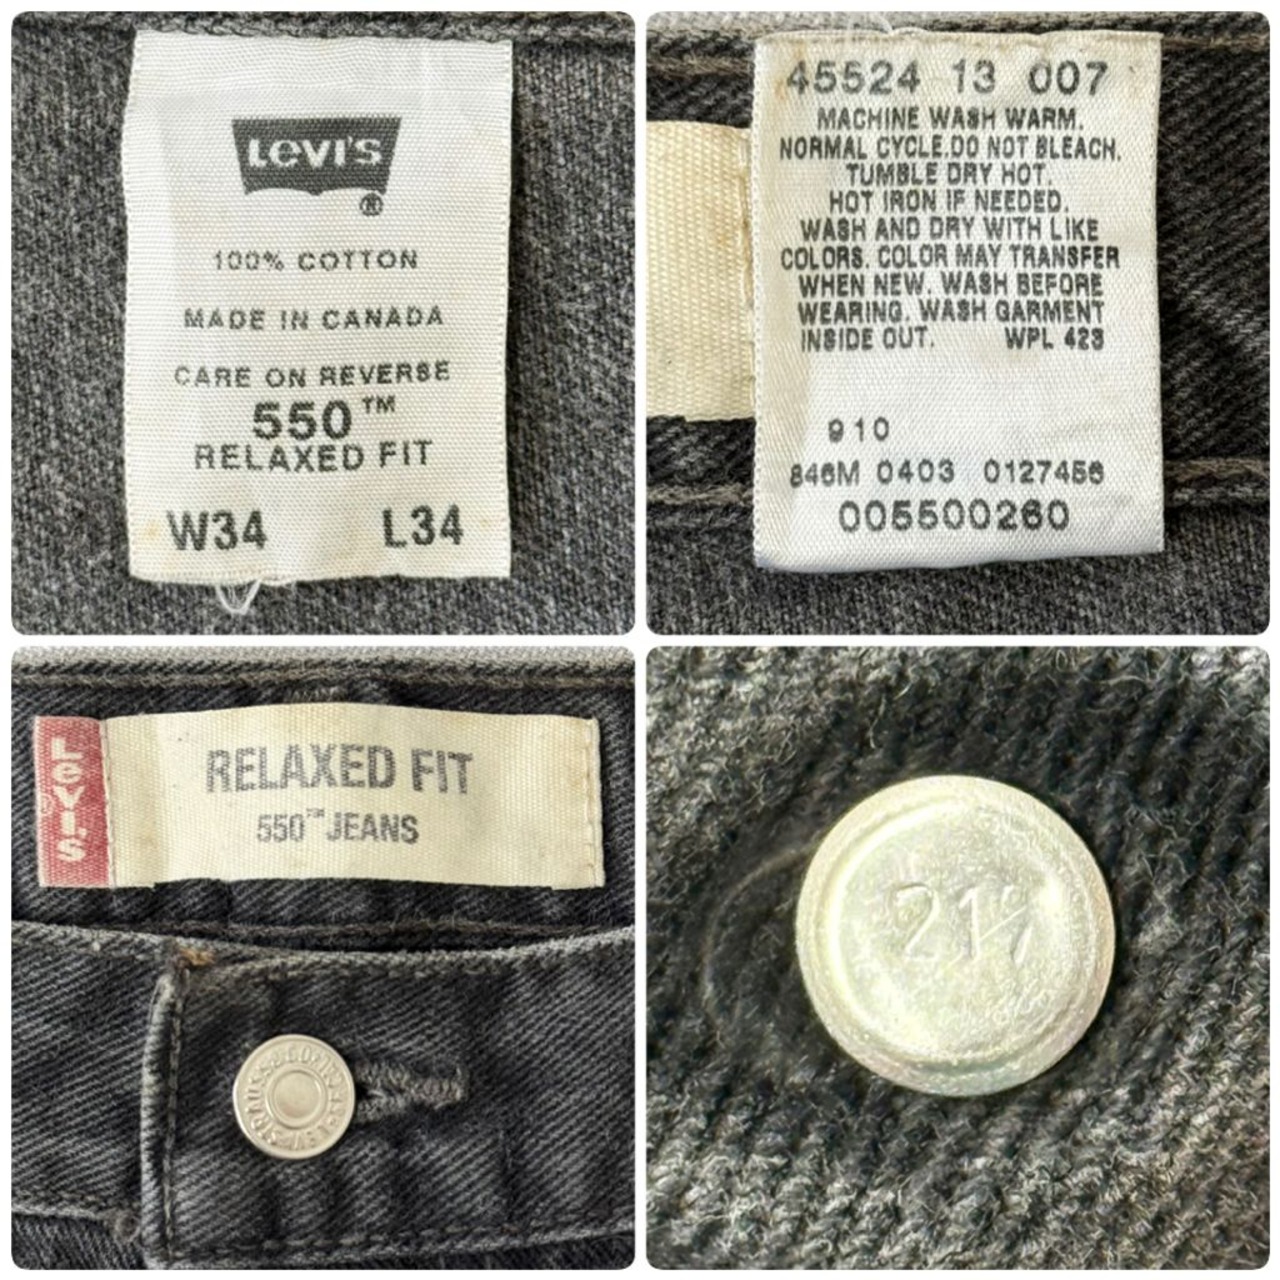 Levi's
®
100% COTTON
MADE IN CANADA
CARE ON REVERSE
550™
RELAXED FIT
W34 L34
45524 13 007
MACHINE WASH WARM.
NORMAL CYCLE.DO NOT BLEACH.
TUMBLE DRY HOT.
HOT IRON IF NEEDED.
WASH AND DRY WITH LIKE
COLORS. COLOR MAY TRANSFER
WHEN NEW. WASH BEFORE
WEARING. WASH GARMENT
INSIDE OUT. WPL 423
910
846M 0403 0127456
005500260
Levi's
RELAXED FIT
550™ JEANS